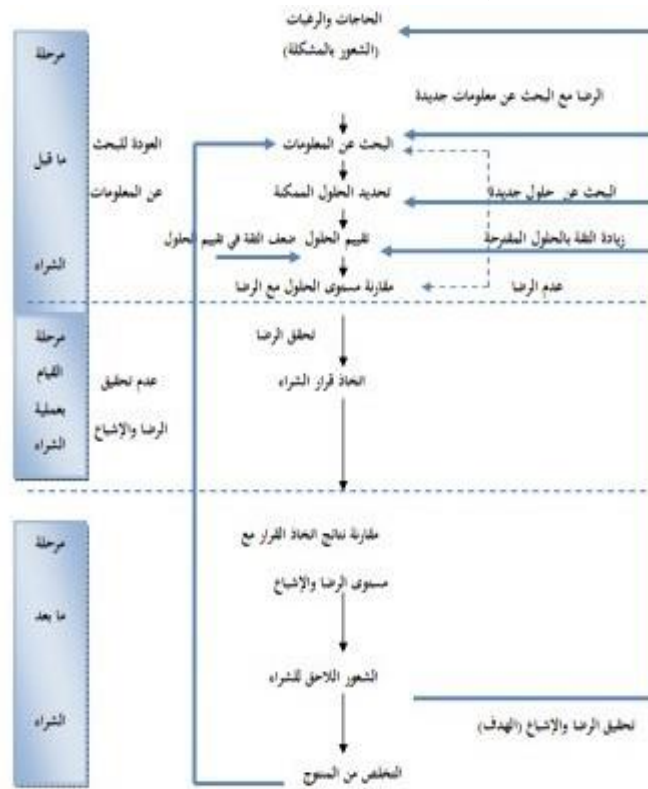 الحاجات والرغبات
(الشعور بالمشكلة)
مرحلة
الرضا مع البحث عن معلومات جديدة
العودة للبحث
البحث عن المعلومات
ما قبل
عن المعلومات
تحديد الحلول الممكنة
البحث عن حلول جديدة
ضعف الثقة في تقييم الحلول
تقييم الحلول
زيادة الثقة بالحلول المقترحة
الشراء
مقارنة مستوى الحلول مع الرضا
عدم الرضا
مرحلة
القيام
بعملية
الشراء
تحقق الرضا
عدم تحقيق
الرضا والإشباع
اتخاذ قرار الشراء
مرحلة
ما بعد
الشراء
مقارنة نتائج اتخاذ القرار مع
مستوى الرضا والإشباع
الشعور اللاحق للشراء
تحقيق الرضا والإشباع (الهدف)
التخلص من المنتوج